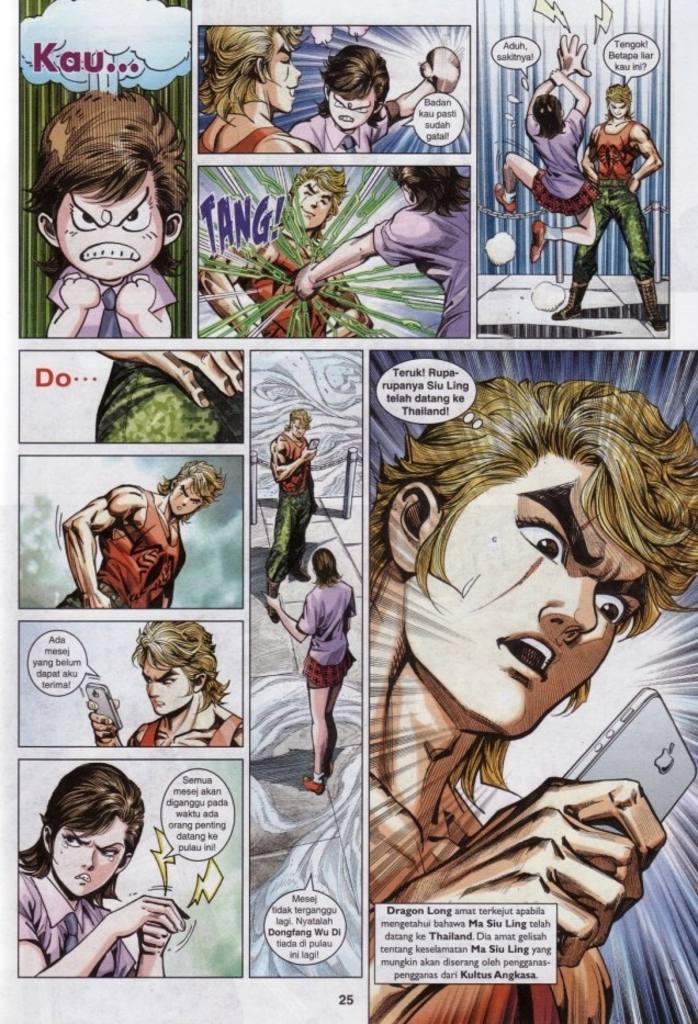 Kau...
Badan
kau pasti
sudah
gatal!
TANG!
Aduh,
sakitnya!
Tengok!
Betapa liar
kau ini?
Do...
Ada
mesej
yang belum
dapat aku
terima!
Semua
mesej akan
diganggu pada
waktu ada
orang penting
datang ke
pulau ini!
Mesej
tidak terganggu
lagi. Nyatalah
Dongfang Wu Di
tiada di pulau
ini lagi!
Teruk! Rupa-
rupanya Siu Ling
telah datang ke
Thailand!
Dragon Long amat terkejut apabila
mengetahui bahawa Ma Siu Ling telah
datang ke Thailand. Dia amat gelisah
tentang keselamatan Ma Siu Ling yang
mungkin akan diserang oleh pengganas-
pengganas dari Kultus Angkasa.
25